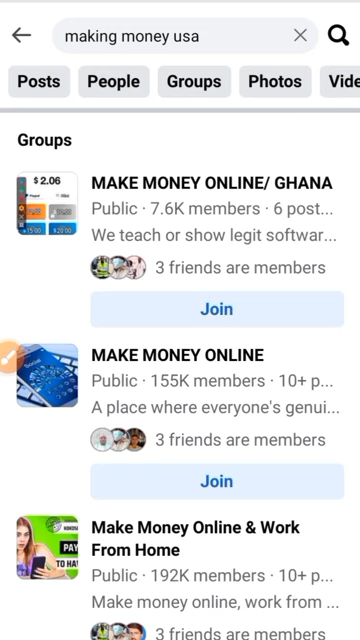 making money usa
Posts People Groups Photos Vide
Groups
$ 2.06
MAKE MONEY ONLINE/ GHANA
Public · 7.6K members · 6 post...
We teach or show legit softwar...
3 friends are members
Join
MAKE MONEY ONLINE
Public · 155K members · 10+ p...
A place where everyone's genui...
3 friends are members
Join
Make Money Online & Work
From Home
Public · 192K members · 10+ p...
Make money online, work from ...
3 friends are members